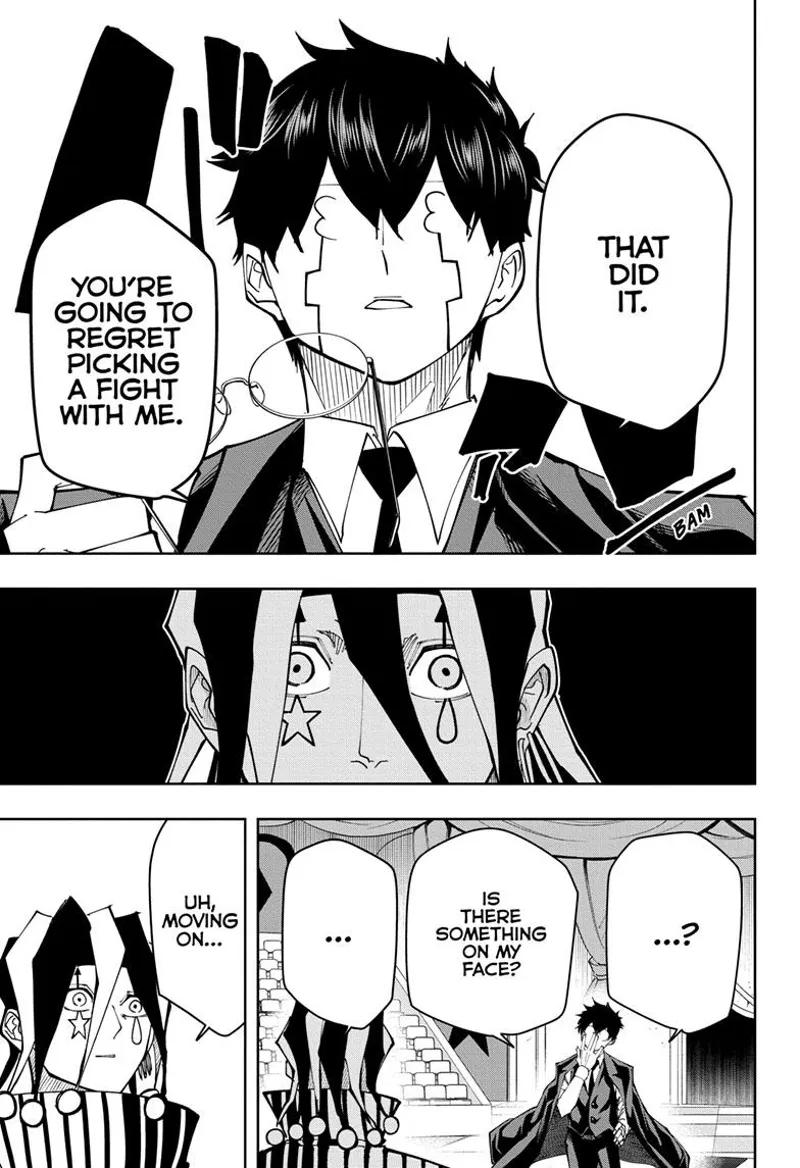 THAT
DID
IT.
YOU'RE
GOING TO
REGRET
PICKING
A FIGHT
WITH ME.
BAM
...?
IS
THERE
SOMETHING
ON MY
FACE?
...
UH,
MOVING
ON...